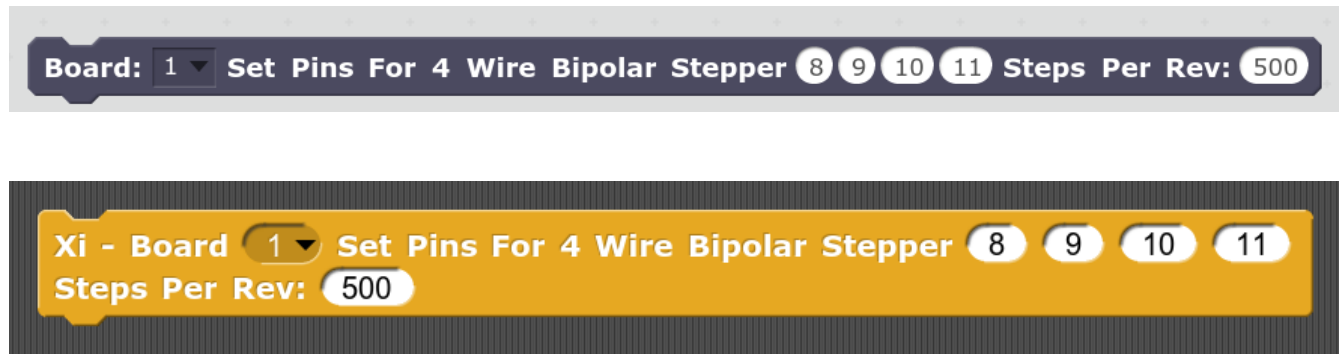 Board: 1 Set Pins For 4 Wire Bipolar Stepper 8 9 10 11 Steps Per Rev: 500
Xi - Board 1 Set Pins For 4 Wire Bipolar Stepper 8 9 10 11
Steps Per Rev: 500